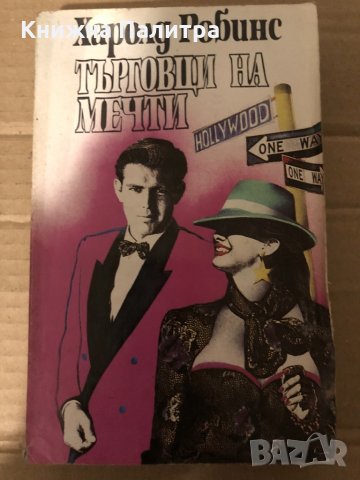 Книжна Палитра
Харолд Робинс
ТЪРГОВЦИ НА
МЕЧТИ
HOLLYWOOD
ONE WAY
ONE WAY
BAZAR